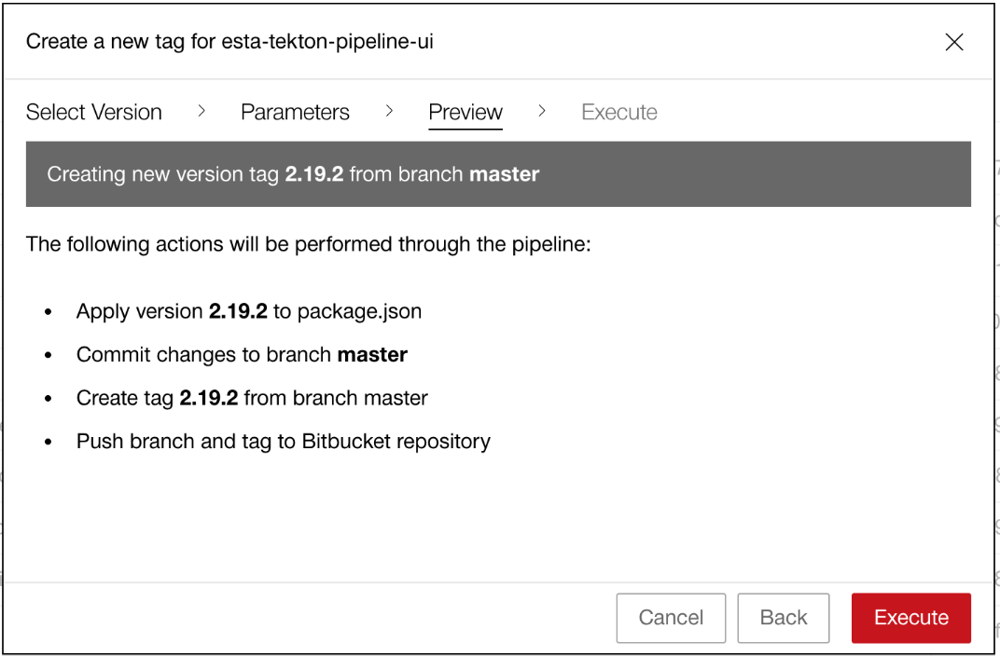 Create a new tag for esta-tekton-pipeline-ui
Select Version > Parameters > Preview > Execute
Creating new version tag 2.19.2 from branch master
The following actions will be performed through the pipeline:
• Apply version 2.19.2 to package.json
• Commit changes to branch master
• Create tag 2.19.2 from branch master
• Push branch and tag to Bitbucket repository
Cancel Back Execute